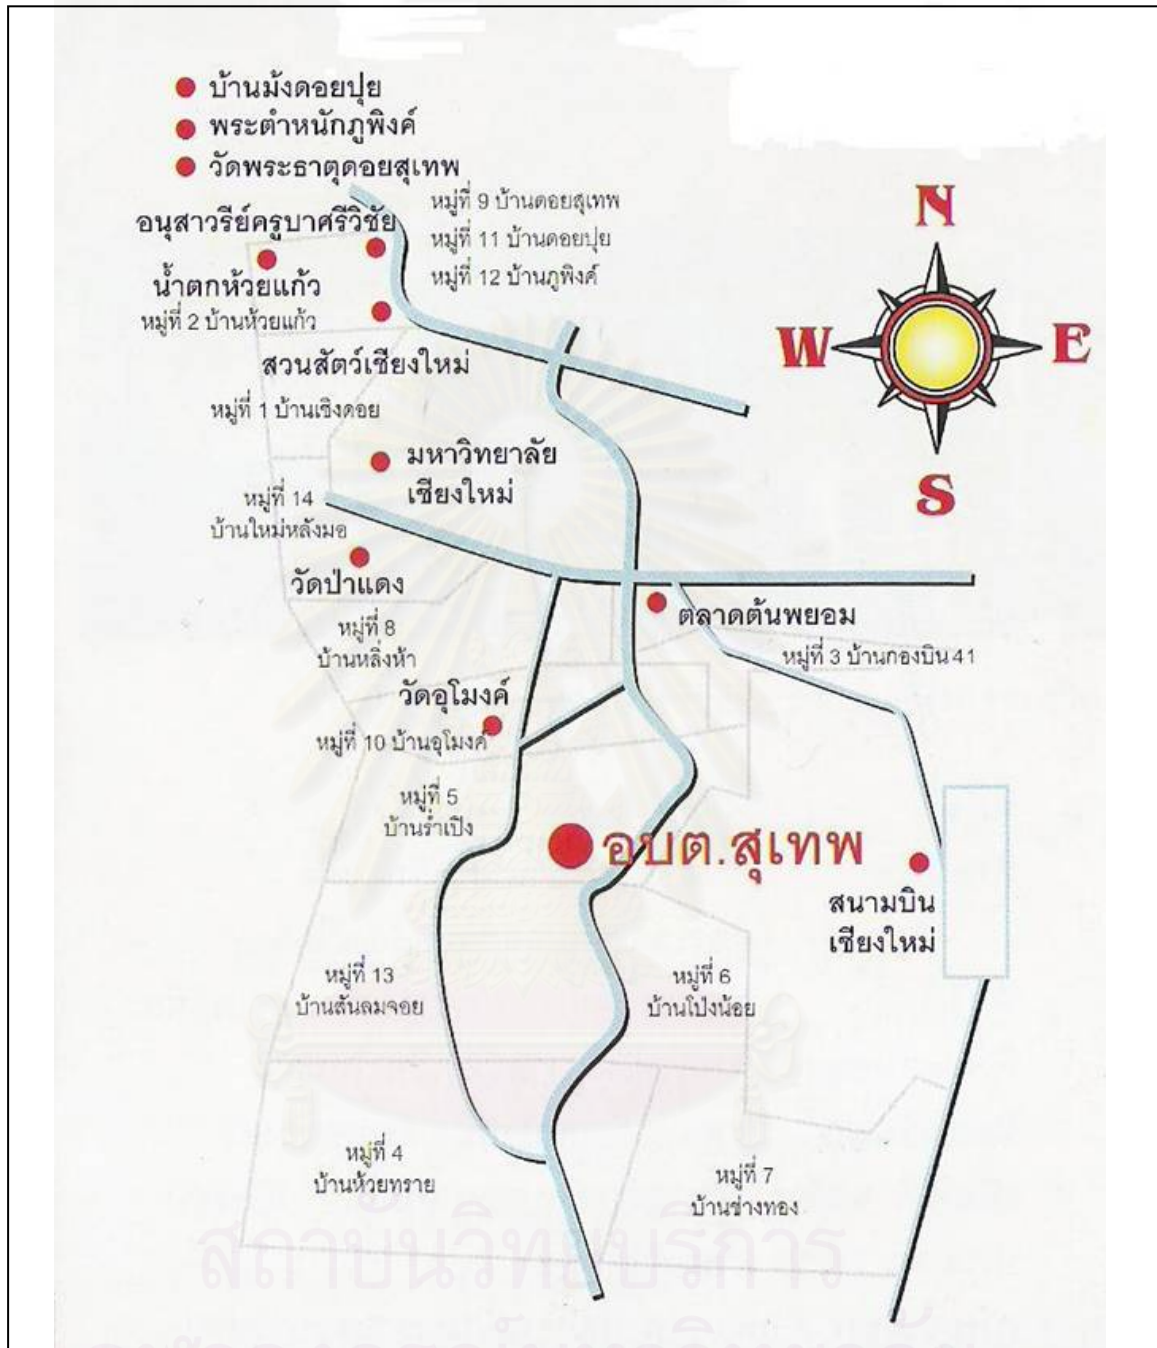 บ้านม้งดอยปุย
พระตำหนักภูพิงค์
วัดพระธาตุดอยสุเทพ
หมู่ที่ 9 บ้านดอยสุเทพ
อนุสาวรีย์ครูบาศรีวิชัย
หมู่ที่ 11 บ้านดอยปุย
หมู่ที่ 12 บ้านภูพิงค์
น้ำตกห้วยแก้ว
หมู่ที่ 2 บ้านห้วยแก้ว
N
W
E
S
สวนสัตว์เชียงใหม่
หมู่ที่ 1 บ้านเชิงดอย
มหาวิทยาลัย
เชียงใหม่
หมู่ที่ 14
บ้านใหม่หลังมอ
วัดป่าแดง
ตลาดต้นพยอม
หมู่ที่ 8
บ้านหลิ่งห้า
หมู่ที่ 3 บ้านกองบิน 41
วัดอุโมงค์
หมู่ที่ 10 บ้านอุโมงค์
หมู่ที่ 5
บ้านร่ำเปิง
อบต.สุเทพ
สนามบิน
เชียงใหม่
หมู่ที่ 13
บ้านสันลมจอย
หมู่ที่ 6
บ้านโป่งน้อย
หมู่ที่ 4
บ้านห้วยทราย
หมู่ที่ 7
บ้านช่างทอง
สถาบันวิทยบริการ